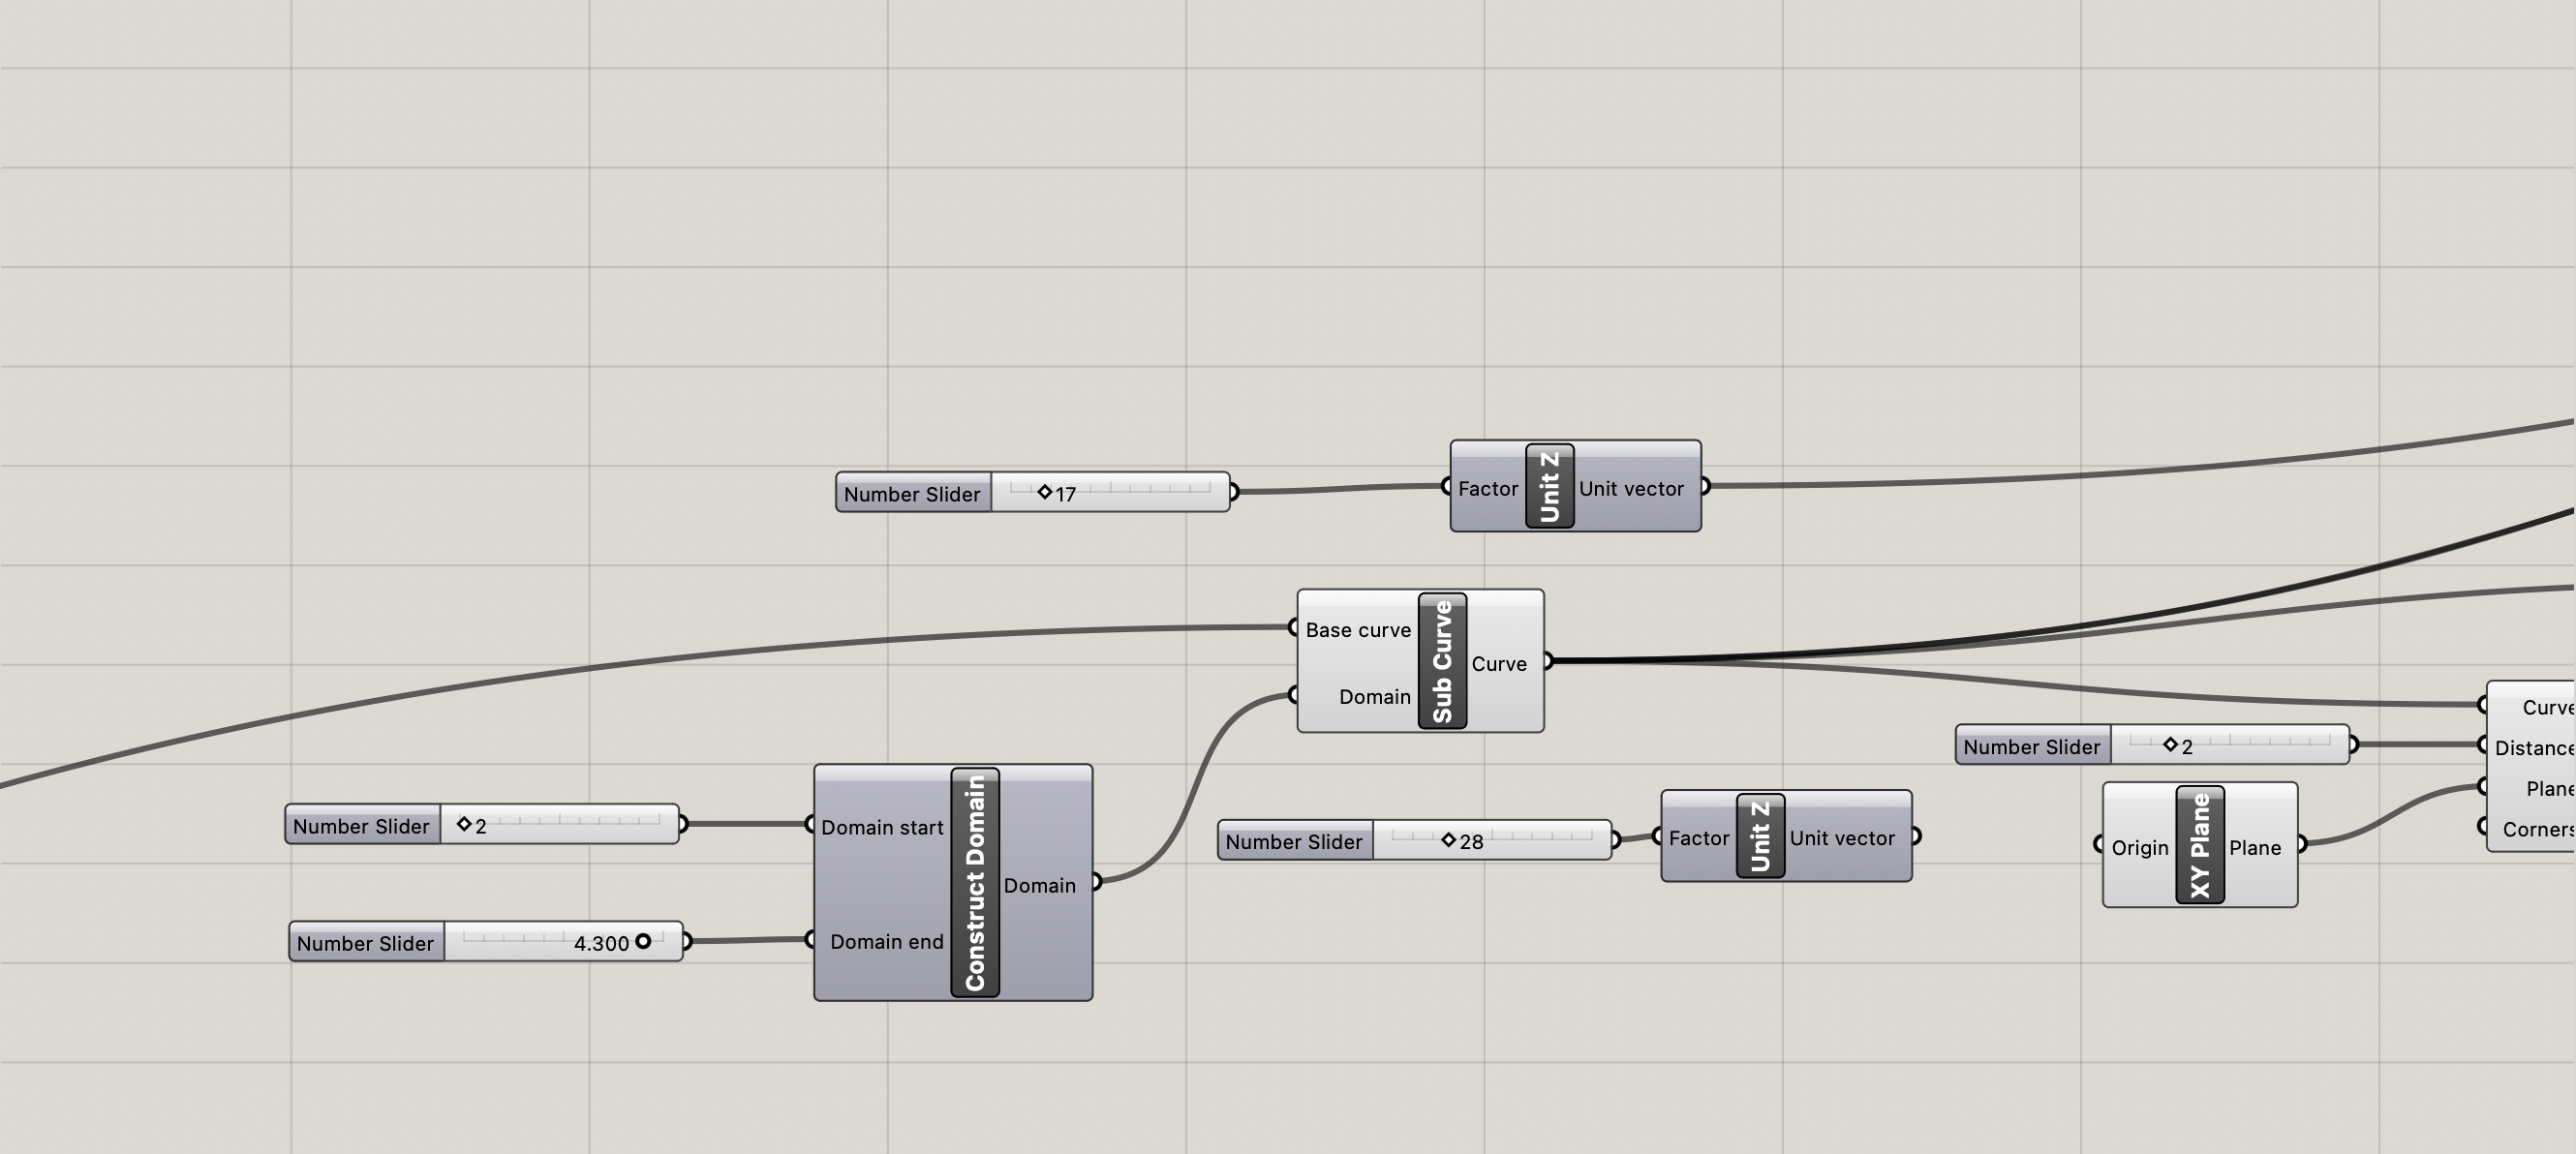 Number Slider 17
Factor Unit Z Unit vector
Base curve Sub Curve Curve
Domain
Number Slider 2
Domain start Construct Domain Domain
Domain end
Number Slider 4.300
Number Slider 28
Factor Unit Z Unit vector
Number Slider 2
Origin XY Plane Plane
Curve
Distance
Plane
Corners